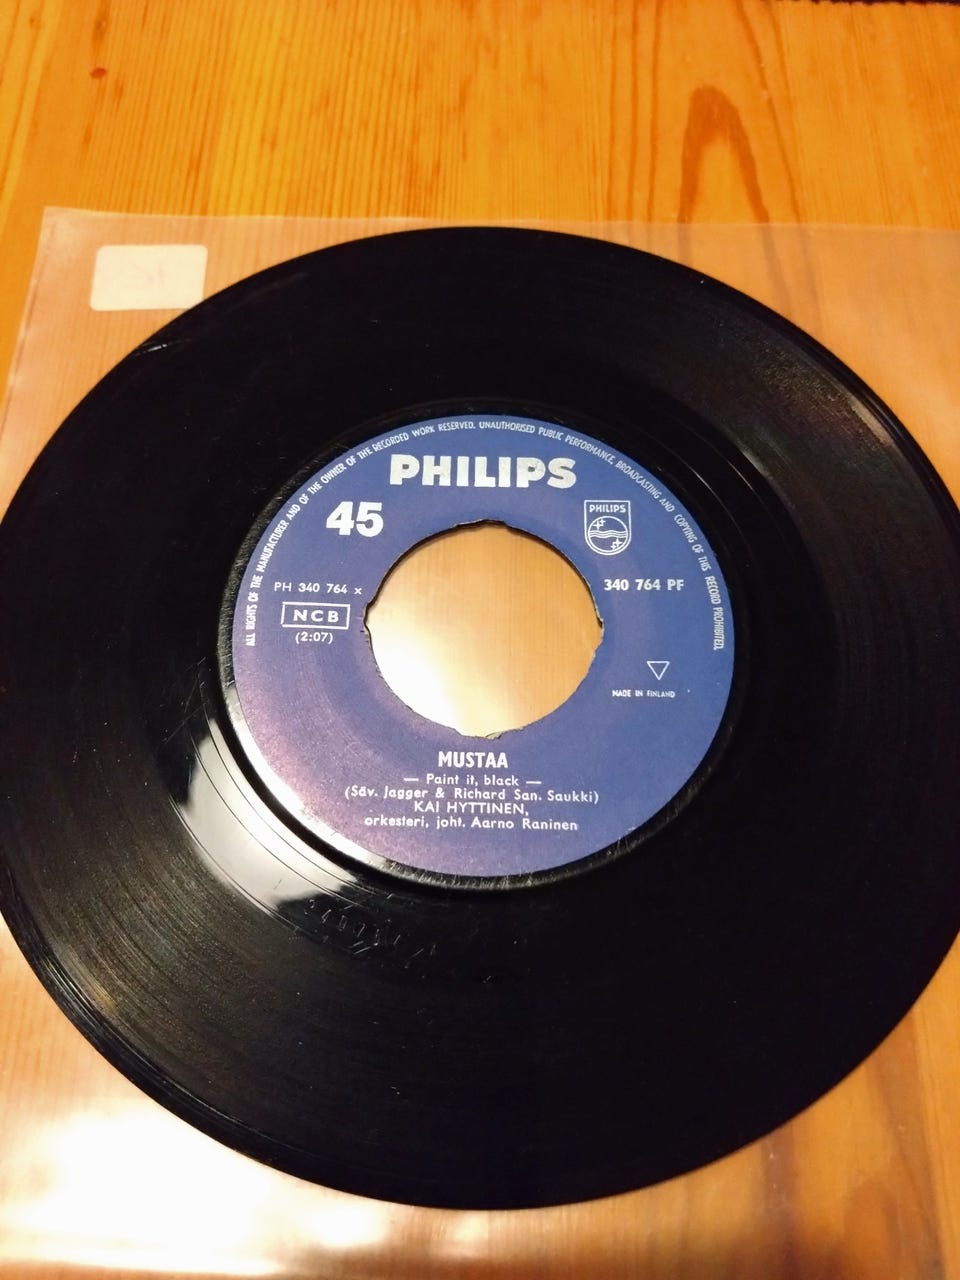 ALL RIGHTS OF THE MANUFACTURER AND OF THE OWNER OF THE RECORDED WORK RESERVED. UNAUTHORISED PUBLIC PERFORMANCE, BROADCASTING AND COPYING OF THIS RECORD PROHIBITED.
PHILIPS
45
PHILIPS
PH 340 764 x
340 764 PF
NCB
(2:07)
MADE IN FINLAND
MUSTAA
— Paint it, black —
(Säv. Jagger & Richard San. Saukki)
KAI HYTTINEN,
orkesteri, joht. Aarno Raninen